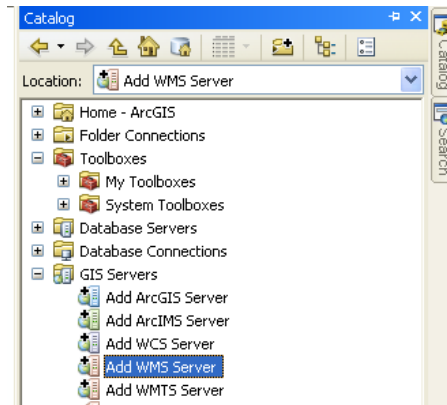 Catalog
Location: Add WMS Server
Home - ArcGIS
Folder Connections
Toolboxes
My Toolboxes
System Toolboxes
Database Servers
Database Connections
GIS Servers
Add ArcGIS Server
Add ArcIMS Server
Add WCS Server
Add WMS Server
Add WMTS Server
Catalog
Search